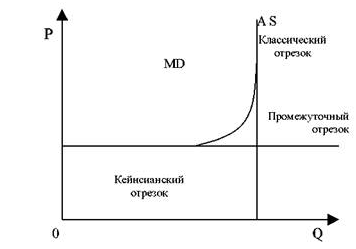 P
A S
Классический
отрезок
MD
Промежуточный
отрезок
Кейнсианский
отрезок
0
Q